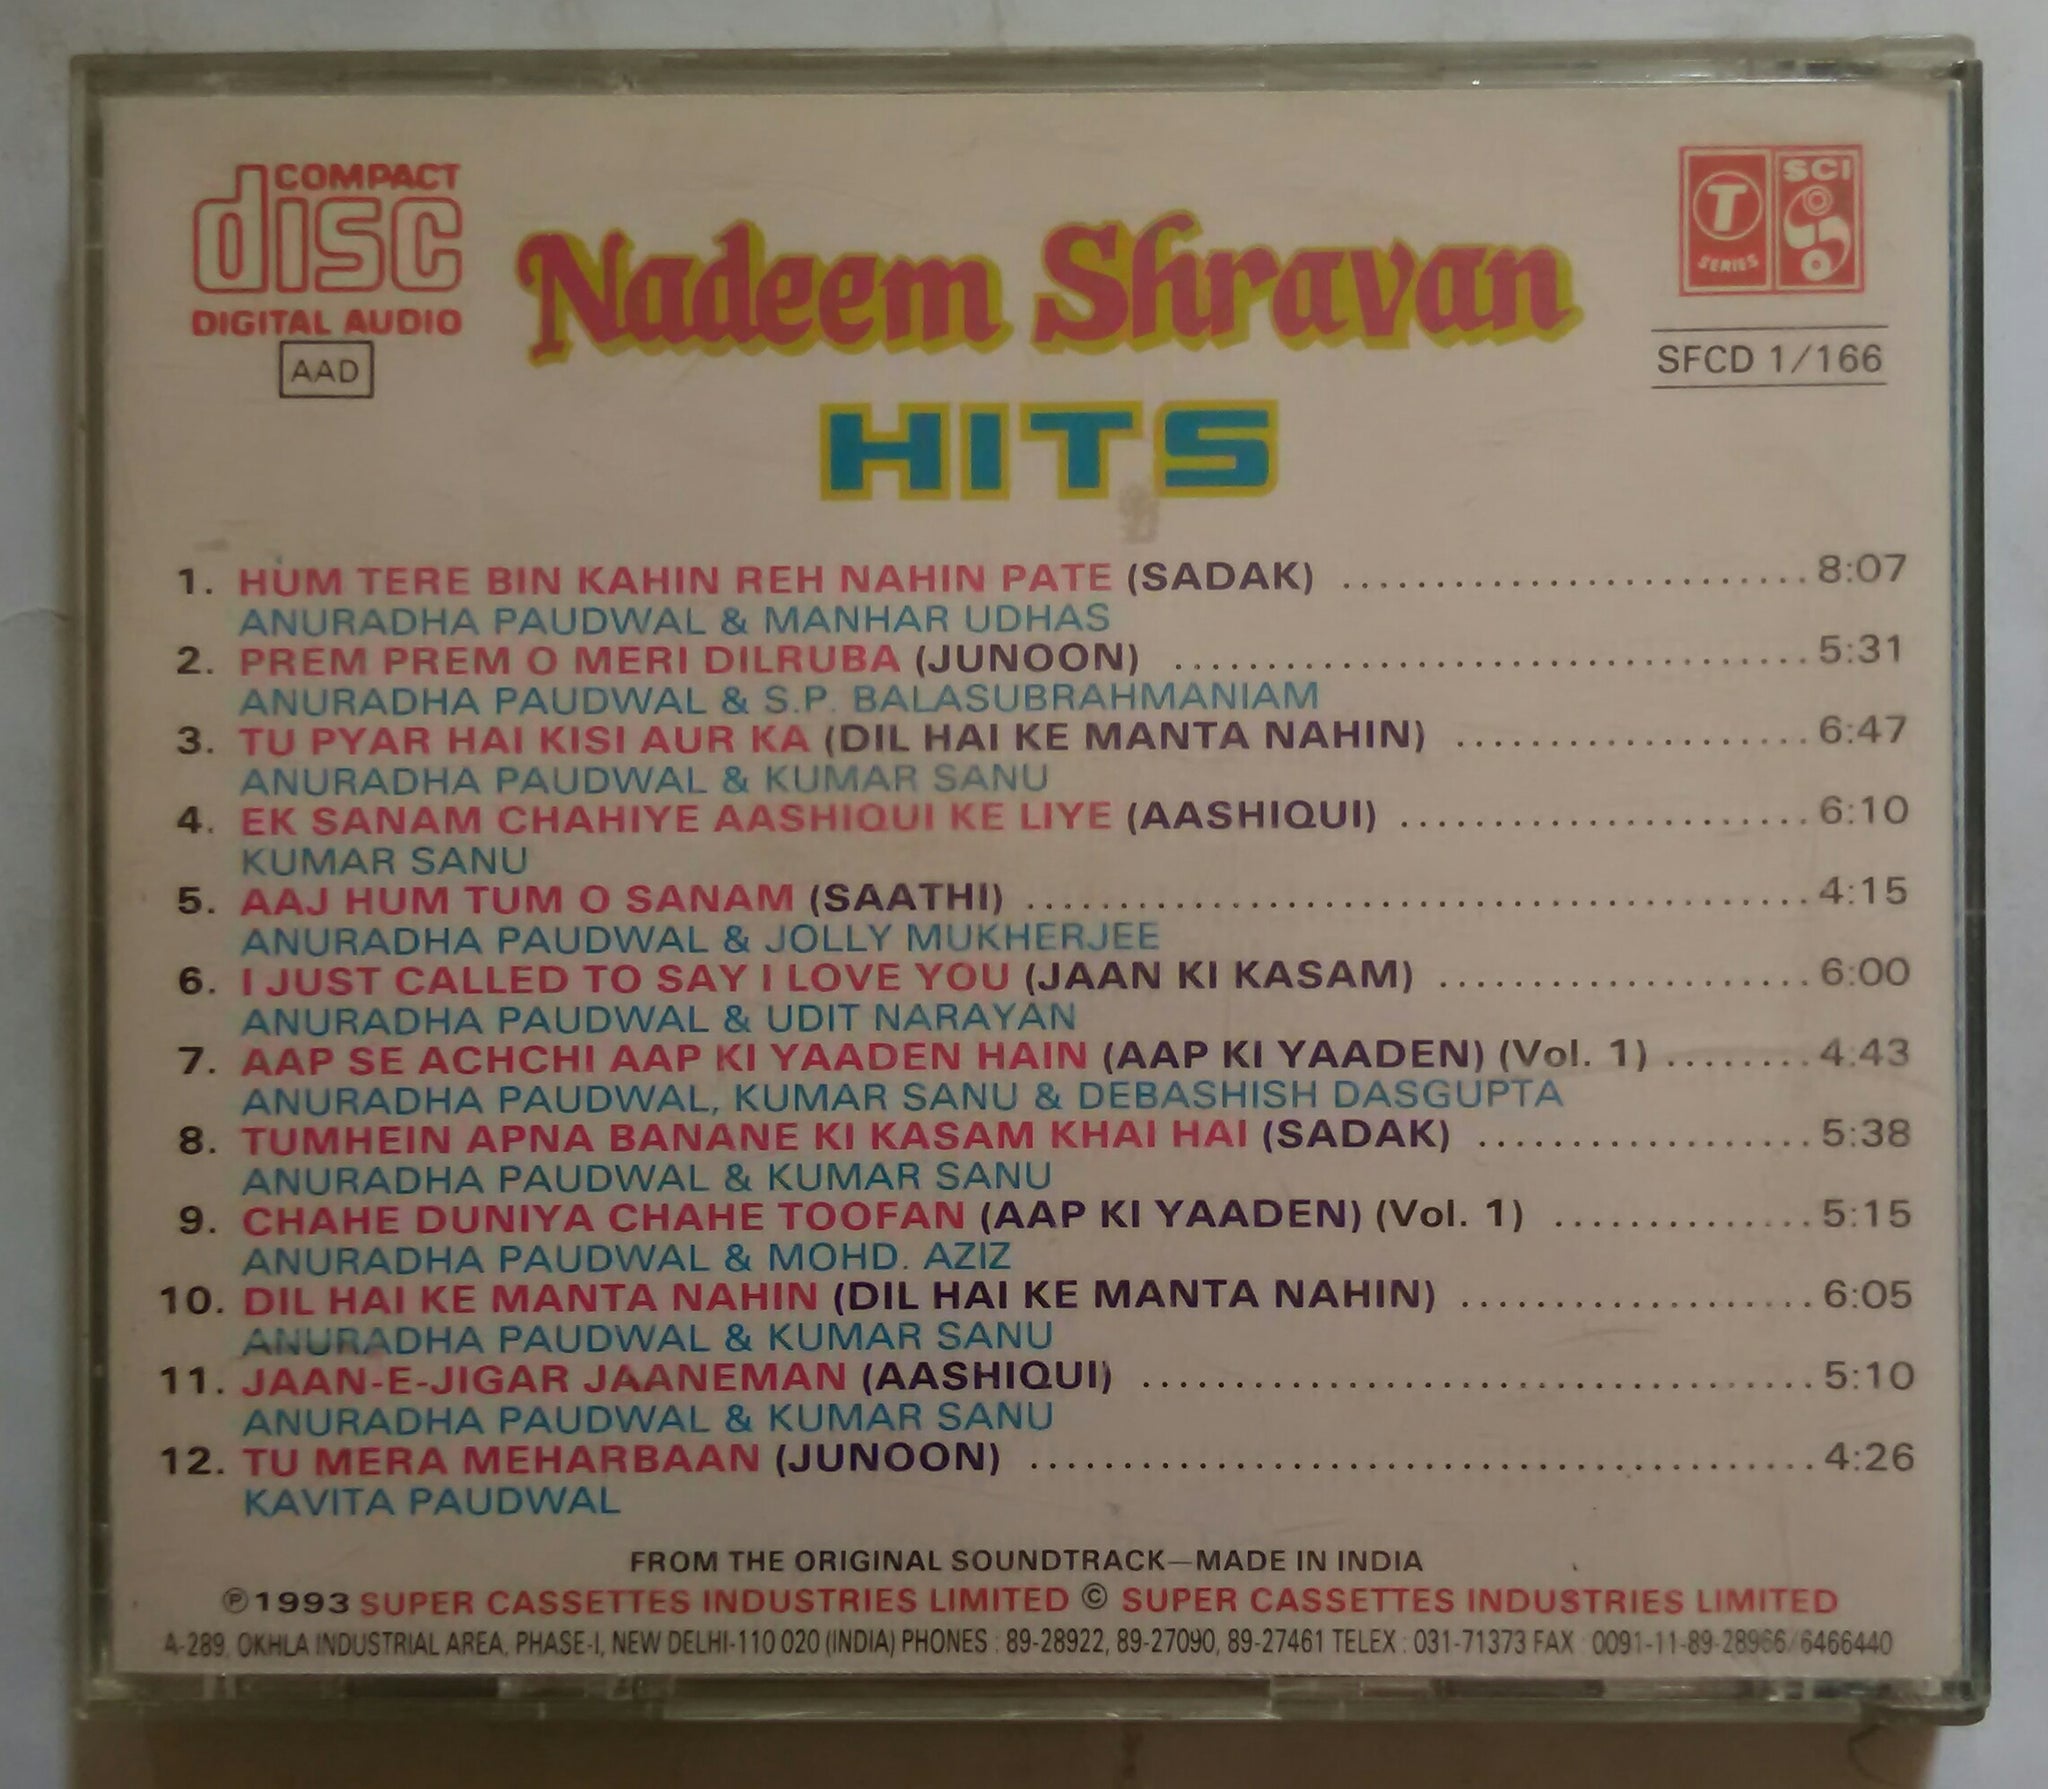 COMPACT
disc
DIGITAL AUDIO
AAD
Nadeem Shravan
HITS
T
SERIES
SCI
SFCD 1/166
1. HUM TERE BIN KAHIN REH NAHIN PATE (SADAK) ........................... 8:07
ANURADHA PAUDWAL & MANHAR UDHAS
2. PREM PREM O MERI DILRUBA (JUNOON) ..................................... 5:31
ANURADHA PAUDWAL & S.P. BALASUBRAHMANIAM
3. TU PYAR HAI KISI AUR KA (DIL HAI KE MANTA NAHIN) .................... 6:47
ANURADHA PAUDWAL & KUMAR SANU
4. EK SANAM CHAHIYE AASHIQUI KE LIYE (AASHIQUI) ........................ 6:10
KUMAR SANU
5. AAJ HUM TUM O SANAM (SAATHI) ............................................. 4:15
ANURADHA PAUDWAL & JOLLY MUKHERJEE
6. I JUST CALLED TO SAY I LOVE YOU (JAAN KI KASAM) ..................... 6:00
ANURADHA PAUDWAL & UDIT NARAYAN
7. AAP SE ACHCHI AAP KI YAADEN HAIN (AAP KI YAADEN) (Vol. 1) ......... 4:43
ANURADHA PAUDWAL, KUMAR SANU & DEBASHISH DASGUPTA
8. TUMHEIN APNA BANANE KI KASAM KHAI HAI (SADAK) ................... 5:38
ANURADHA PAUDWAL & KUMAR SANU
9. CHAHE DUNIYA CHAHE TOOFAN (AAP KI YAADEN) (Vol. 1) ............... 5:15
ANURADHA PAUDWAL & MOHD. AZIZ
10. DIL HAI KE MANTA NAHIN (DIL HAI KE MANTA NAHIN) .................... 6:05
ANURADHA PAUDWAL & KUMAR SANU
11. JAAN-E-JIGAR JAANEMAN (AASHIQUI) ....................................... 5:10
ANURADHA PAUDWAL & KUMAR SANU
12. TU MERA MEHARBAAN (JUNOON) ............................................. 4:26
KAVITA PAUDWAL
FROM THE ORIGINAL SOUNDTRACK—MADE IN INDIA
℗1993 SUPER CASSETTES INDUSTRIES LIMITED © SUPER CASSETTES INDUSTRIES LIMITED
A-289, OKHLA INDUSTRIAL AREA, PHASE-I, NEW DELHI-110 020 (INDIA) PHONES : 89-28922, 89-27090, 89-27461 TELEX : 031-71373 FAX : 0091-11-89-28966/6466440